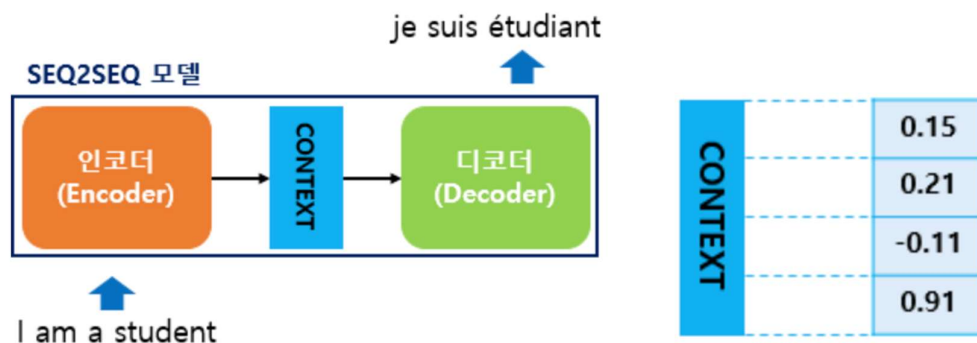 je suis étudiant
SEQ2SEQ 모델
인코더
(Encoder)
CONTEXT
디코더
(Decoder)
I am a student
CONTEXT
0.15
0.21
-0.11
0.91